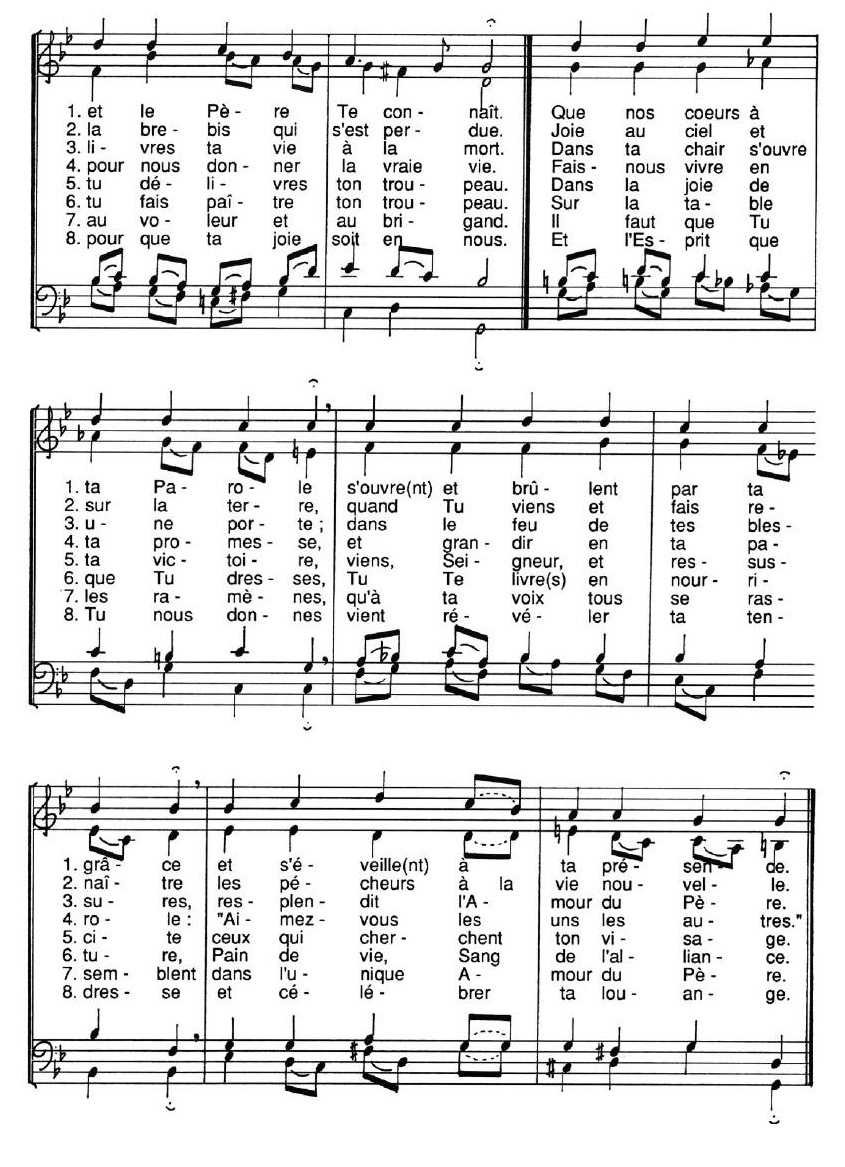 1. et le Pè - re Te con - naît. Que nos coeurs à
2. la bre - bis qui s'est per - due. Joie au ciel et
3. li - vres ta vie à la mort. Dans ta chair s'ouvre
4. pour nous don - ner la vraie vie. Fais - nous vivre en
5. tu dé - li - vres ton trou - peau. Dans la joie de
6. tu fais paî - tre ton trou - peau. Sur la ta - ble
7. au vo - leur et au bri - gand. Il faut que Tu
8. pour que ta joie soit en nous. Et l'Es - prit que
1. ta Pa - ro - le s'ouvre(nt) et brû - lent par ta
2. sur la ter - re, quand Tu viens et fais re -
3. u - ne por - te ; dans le feu de tes bles -
4. ta pro - mes - se, et gran - dir en ta pa -
5. ta vic - toi - re, viens, Sei - gneur, et res - sus -
6. que Tu dres - ses, Tu Te livre(s) en nour - ri -
7. les ra - mè - nes, qu'à ta voix tous se ras -
8. Tu nous don - nes vient ré - vé - ler ta ten -
1. grâ - ce et s'é - veille(nt) à ta pré - sen - de.
2. naî - tre les pé - cheurs à la vie nou - vel - le.
3. su - res, res - plen - dit l'A - mour du Pè - re.
4. ro - le : "Ai - mez - vous les uns les au - tres."
5. ci - te ceux qui cher - chent ton vi - sa - ge.
6. tu - re, Pain de vie, Sang de l'al - lian - ce.
7. sem - blent dans l'u - nique A - mour du Pè - re.
8. dres - se et cé - lé - brer ta lou - an - ge.